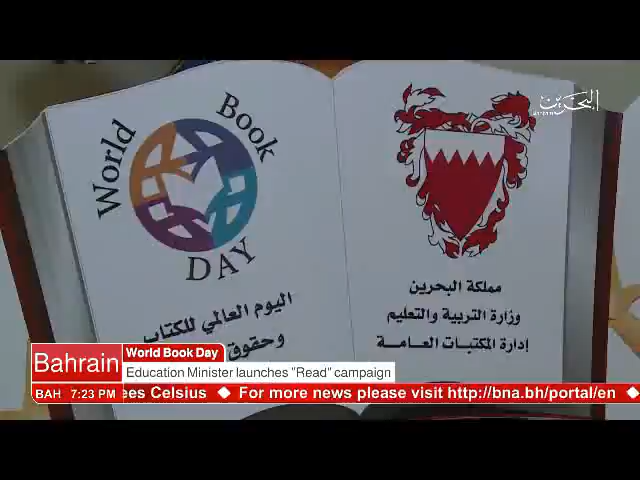 World Book
DAY
اليوم العالمي للكتاب
وحقوق
مملكة البحرين
وزارة التربية والتعليم
إدارة المكتبات العامة
البحرين
Bahrain
World Book Day
Education Minister launches "Read" campaign
BAH 7:23 PM ees Celsius ◆ For more news please visit http://bna.bh/portal/en ◆